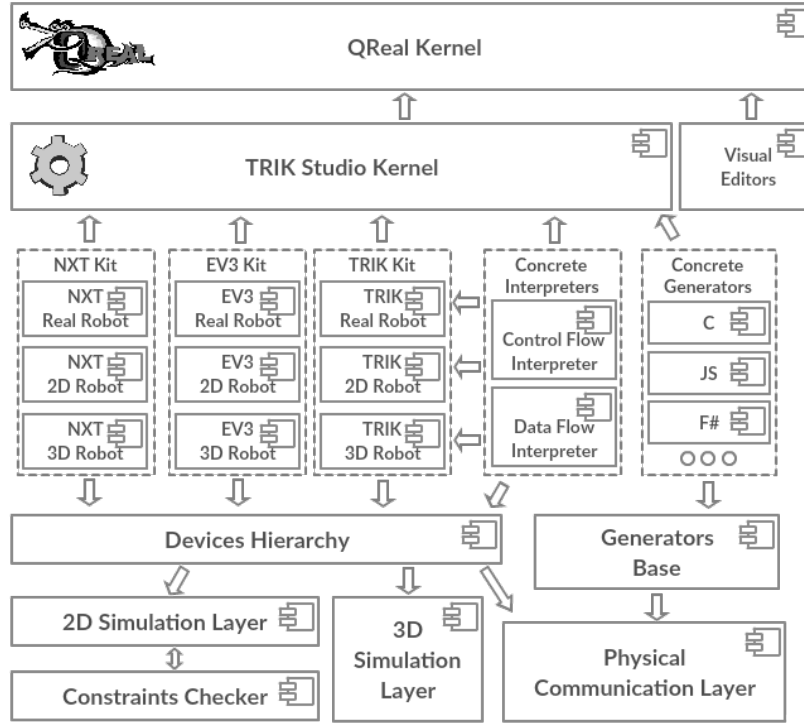 QREAL
QReal Kernel
TRIK Studio Kernel
Visual
Editors
NXT Kit
NXT
Real Robot
NXT
2D Robot
NXT
3D Robot
EV3 Kit
EV3
Real Robot
EV3
2D Robot
EV3
3D Robot
TRIK Kit
TRIK
Real Robot
TRIK
2D Robot
TRIK
3D Robot
Concrete
Interpreters
Control Flow
Interpreter
Data Flow
Interpreter
Concrete
Generators
C
JS
F#
Devices Hierarchy
Generators
Base
2D Simulation Layer
3D
Simulation
Layer
Physical
Communication Layer
Constraints Checker